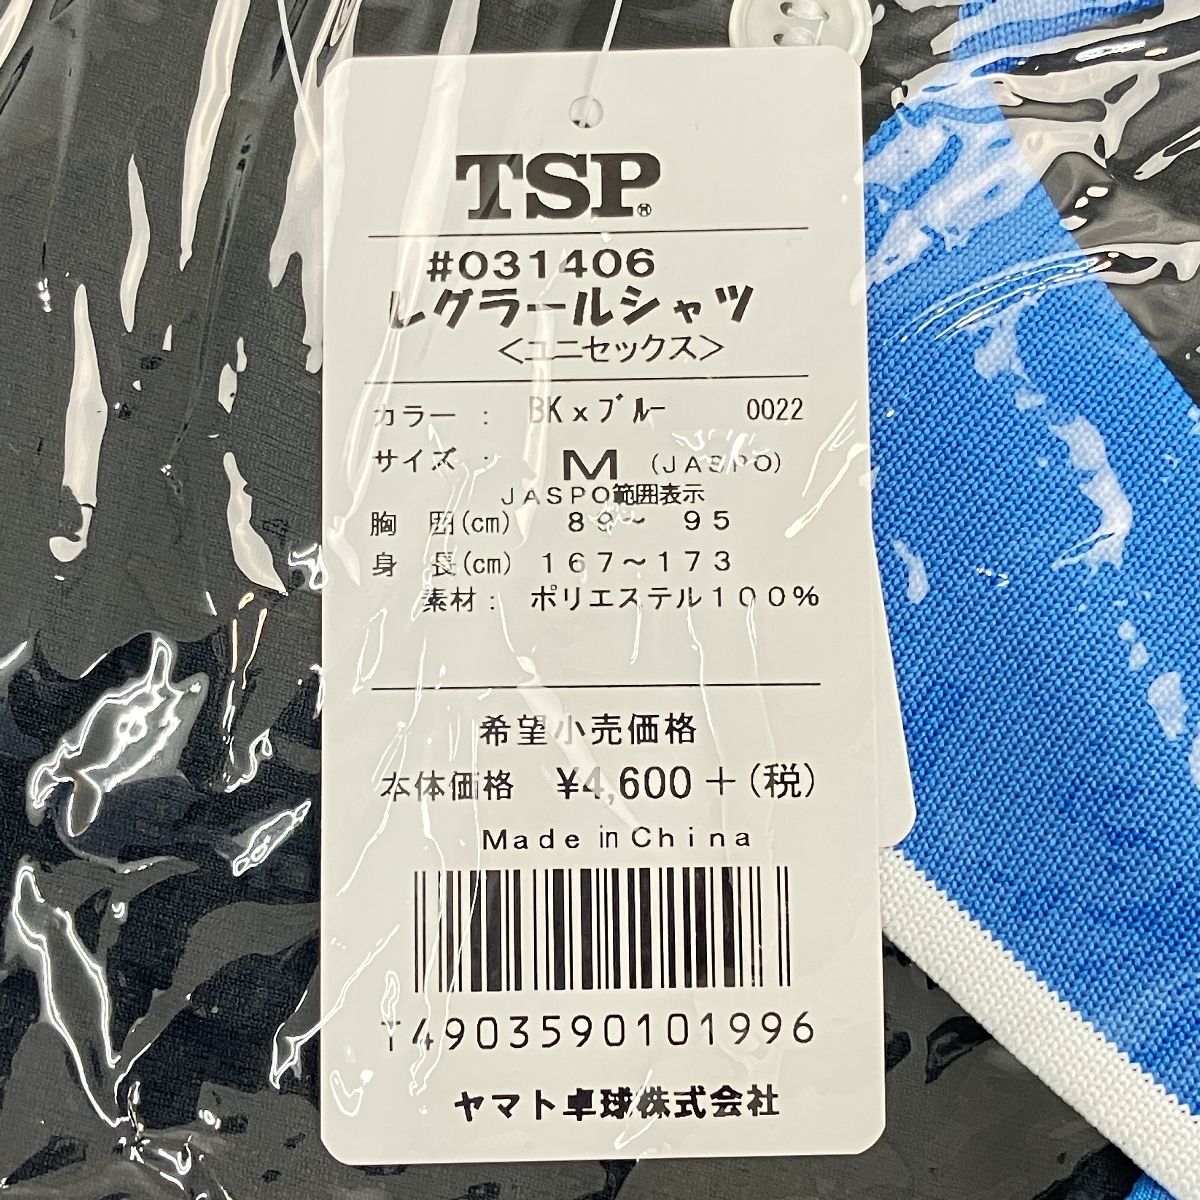 TSP®
#031406
レグラールシャツ
<ユニセックス>
カラー : BKxブルー 0022
サイズ : M (JASPO)
JASPO範囲表示
胸 囲(cm) 89~ 95
身 長(cm) 167~173
素材: ポリエステル100%
希望小売価格
本体価格 ¥4,600+(税)
Made in China
T4903590101996
ヤマト卓球株式会社